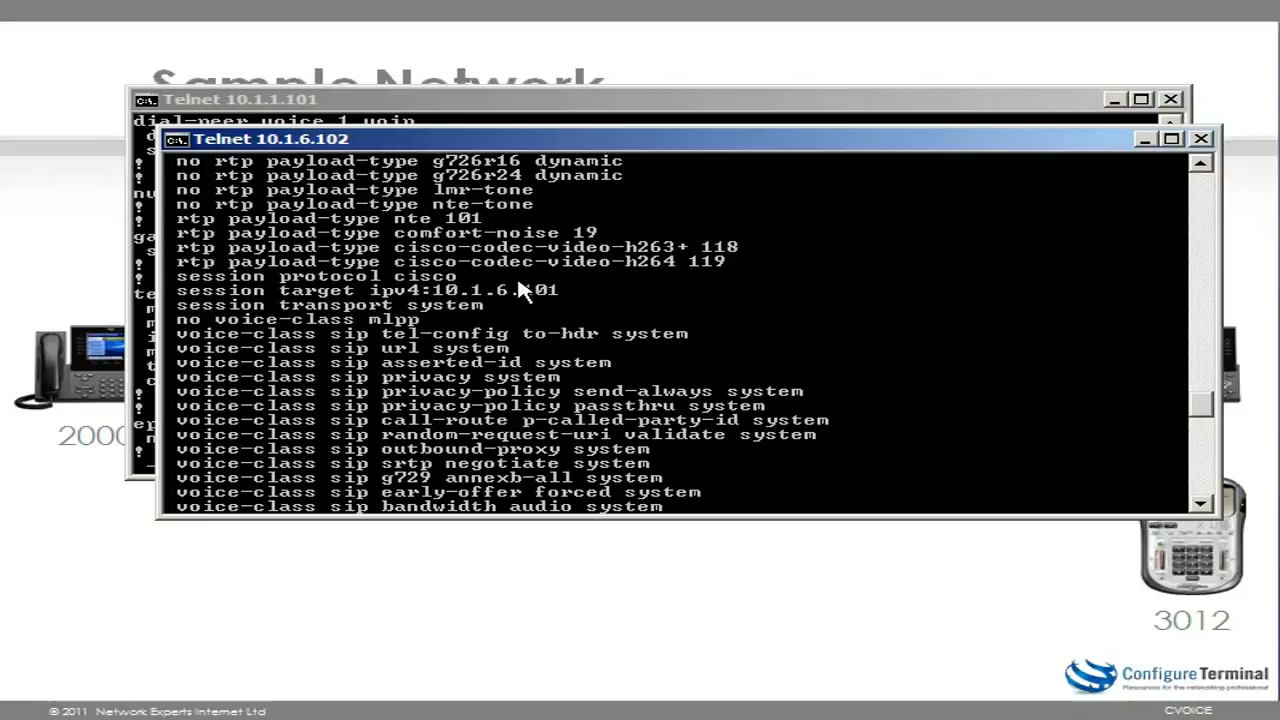 Sample Network
Telnet 10.1.1.101
dial-peer voice 1 voip
Telnet 10.1.6.102
no rtp payload-type g726r16 dynamic
no rtp payload-type g726r24 dynamic
no rtp payload-type lmr-tone
no rtp payload-type nte-tone
rtp payload-type nte 101
rtp payload-type comfort-noise 19
rtp payload-type cisco-codec-video-h263+ 118
rtp payload-type cisco-codec-video-h264 119
session protocol cisco
session target ipv4:10.1.6.101
session transport system
no voice-class mlpp
voice-class sip tel-config to-hdr system
voice-class sip url system
voice-class sip asserted-id system
voice-class sip privacy system
voice-class sip privacy-policy send-always system
voice-class sip privacy-policy passthru system
voice-class sip call-route p-called-party-id system
voice-class sip random-request-uri validate system
voice-class sip outbound-proxy system
voice-class sip srtp negotiate system
voice-class sip g729 annexb-all system
voice-class sip early-offer forced system
voice-class sip bandwidth audio system
2000
3012
ConfigureTerminal
Resources for the networking professional
© 2011 Network Experts Internet Ltd
CVOICE